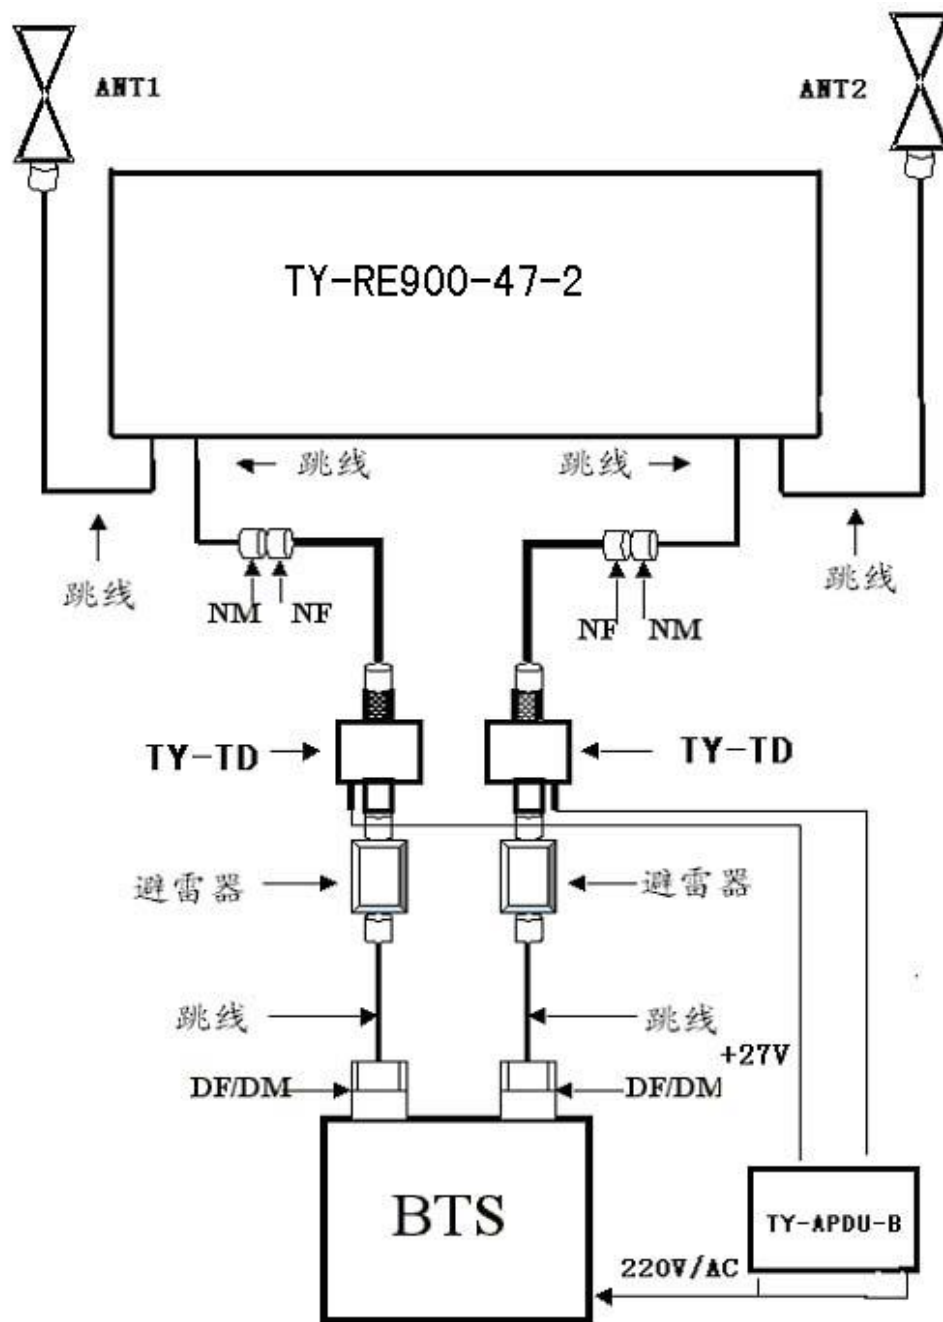 ANT1
ANT2
TY-RE900-47-2
跳线
跳线
跳线
跳线
NM
NF
NF
NM
TY-TD
TY-TD
避雷器
避雷器
跳线
跳线
+27V
DF/DM
DF/DM
BTS
TY-APDU-B
220V/AC